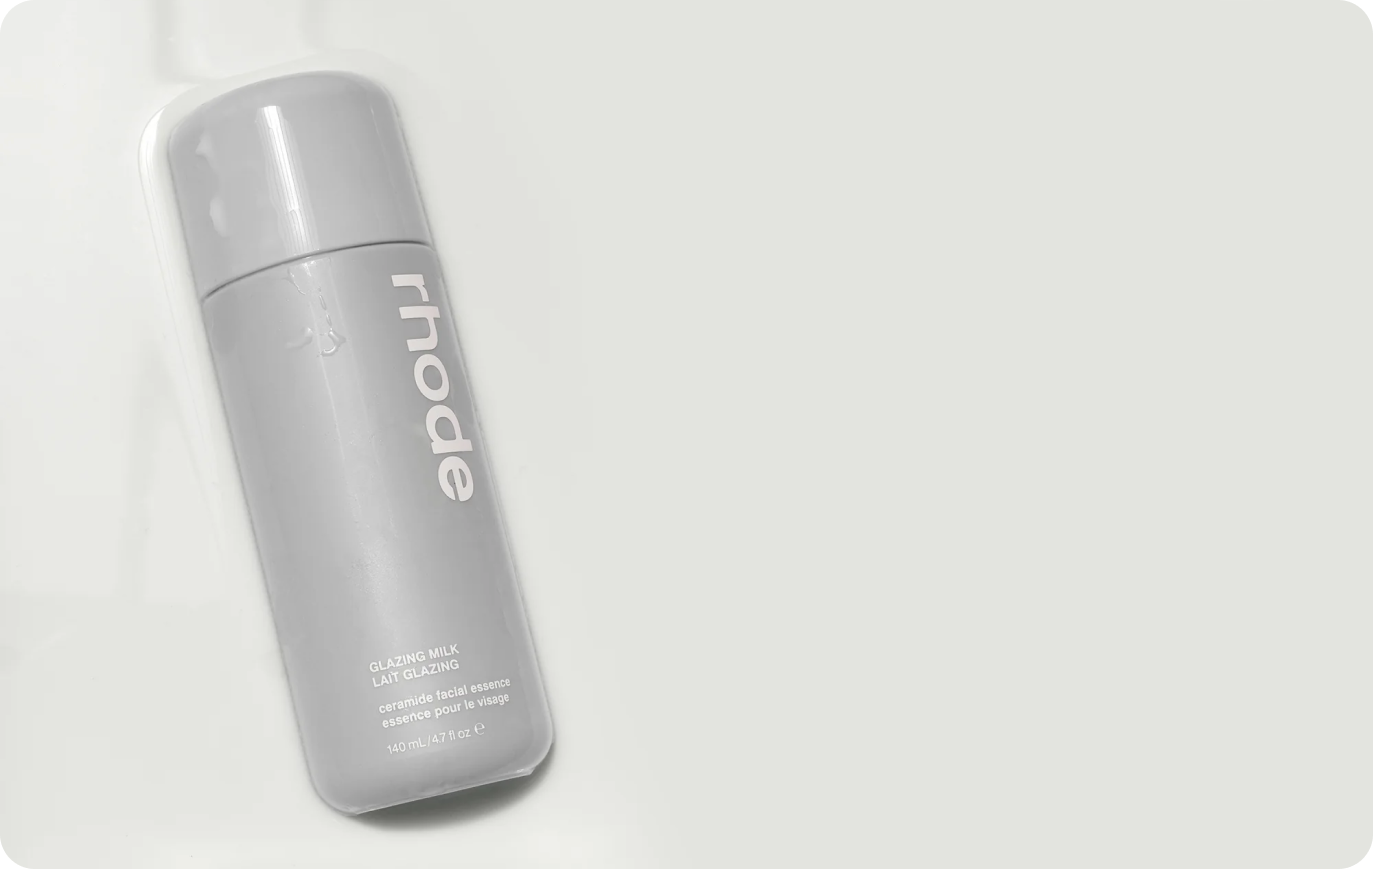 rhode
GLAZING MILK
LAIT GLAZING
ceramide facial essence
essence pour le visage
140 mL / 4.7 fl oz ℮